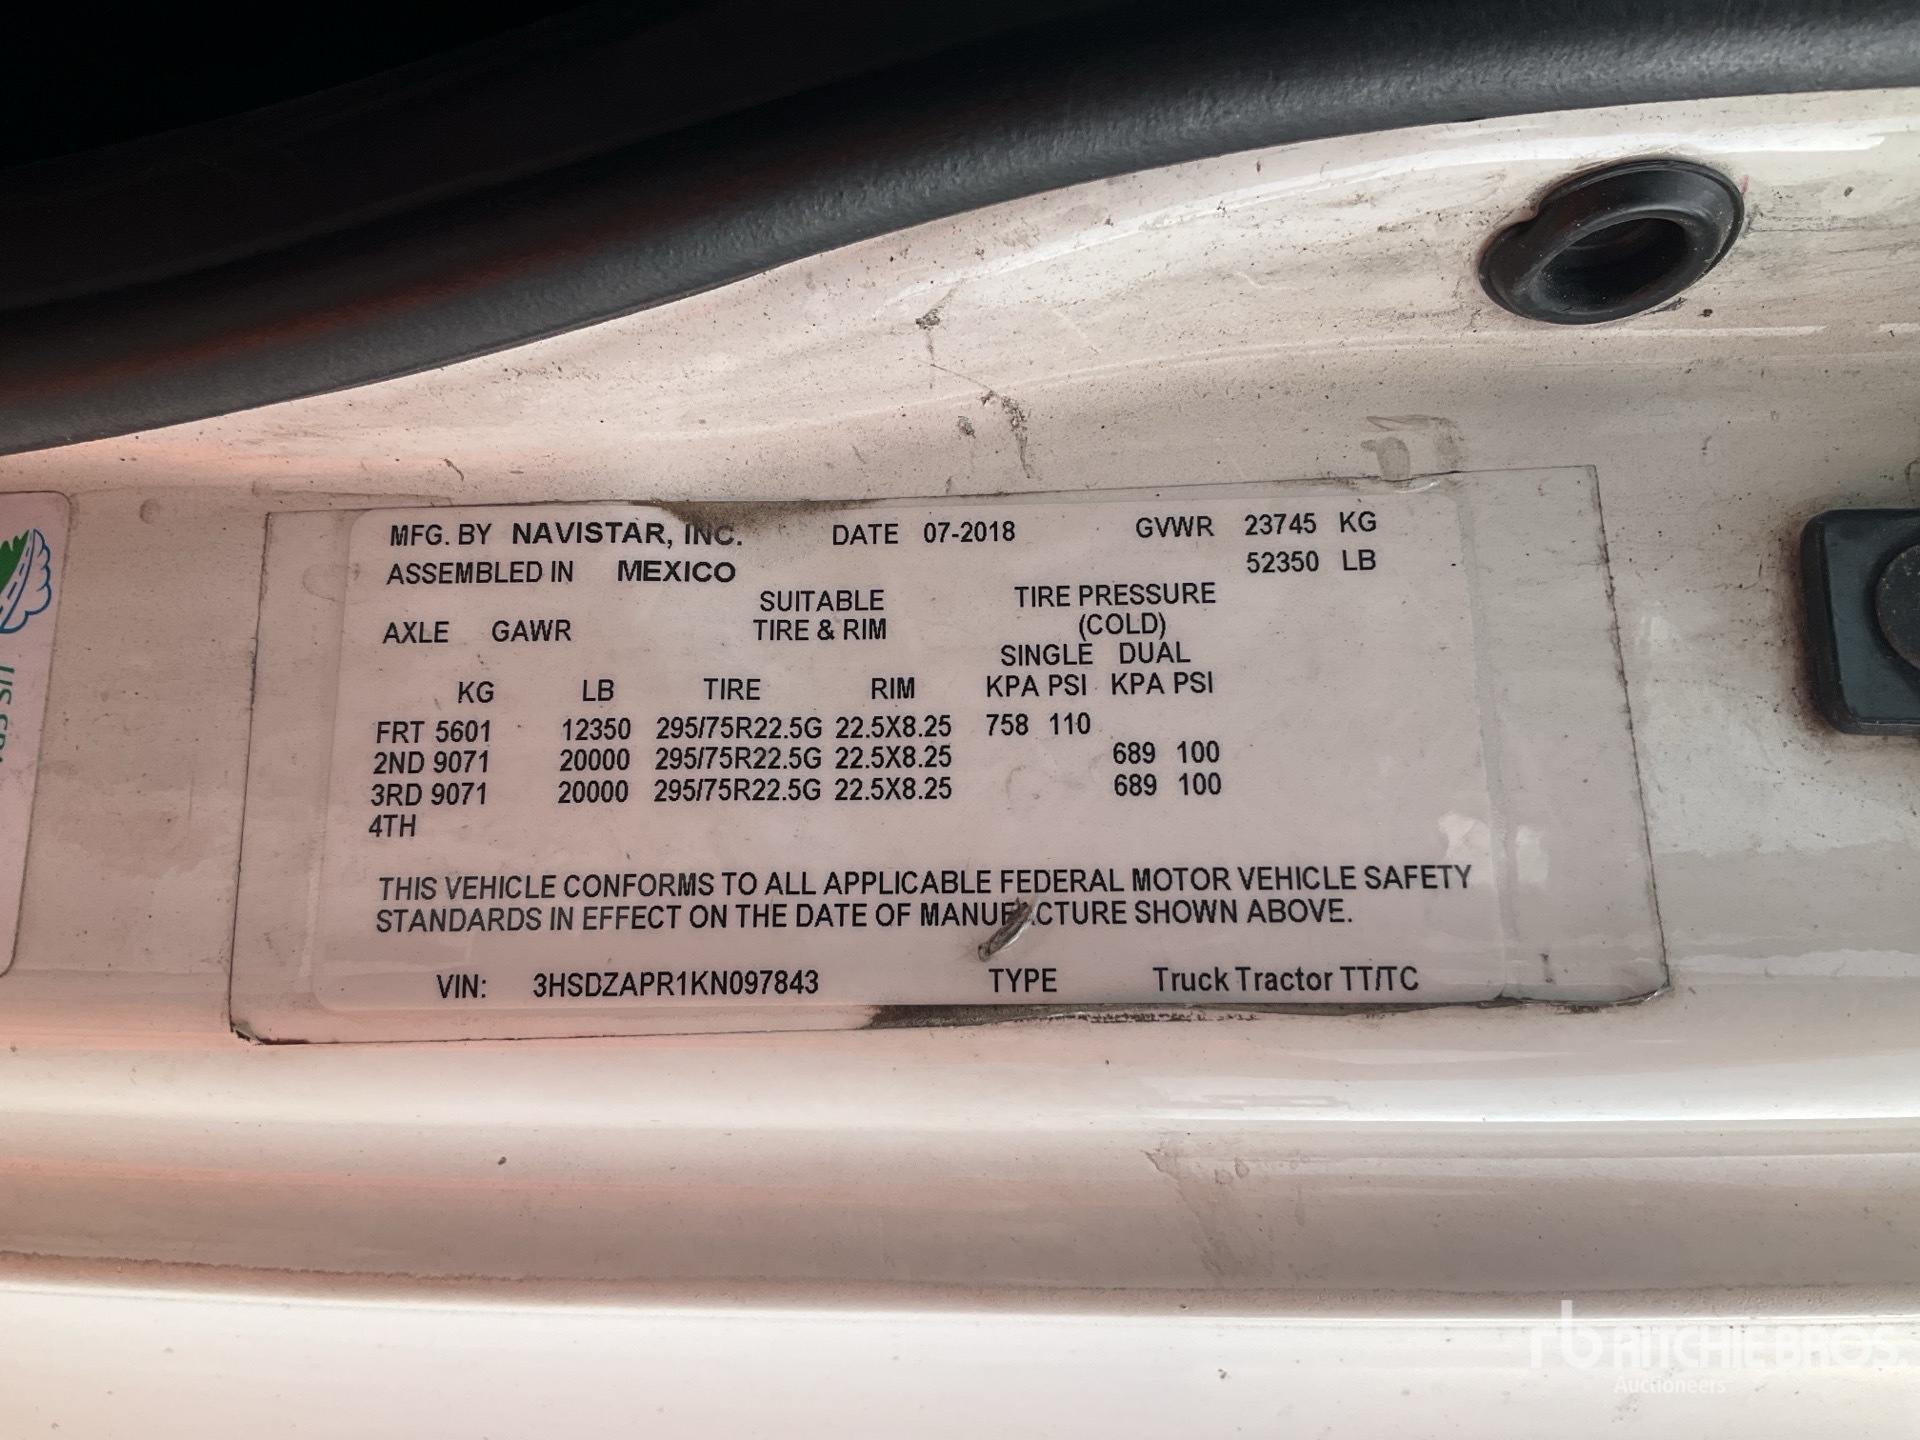 MFG. BY NAVISTAR, INC. DATE 07-2018 GVWR 23745 KG
ASSEMBLED IN MEXICO 52350 LB
SUITABLE TIRE PRESSURE
AXLE GAWR TIRE & RIM (COLD)
SINGLE DUAL
KG LB TIRE RIM KPA PSI KPA PSI
FRT 5601 12350 295/75R22.5G 22.5X8.25 758 110
2ND 9071 20000 295/75R22.5G 22.5X8.25 689 100
3RD 9071 20000 295/75R22.5G 22.5X8.25 689 100
4TH
THIS VEHICLE CONFORMS TO ALL APPLICABLE FEDERAL MOTOR VEHICLE SAFETY
STANDARDS IN EFFECT ON THE DATE OF MANUFACTURE SHOWN ABOVE.
VIN: 3HSDZAPR1KN097843 TYPE Truck Tractor TT/TC
rb RITCHIE BROS.
Auctioneers